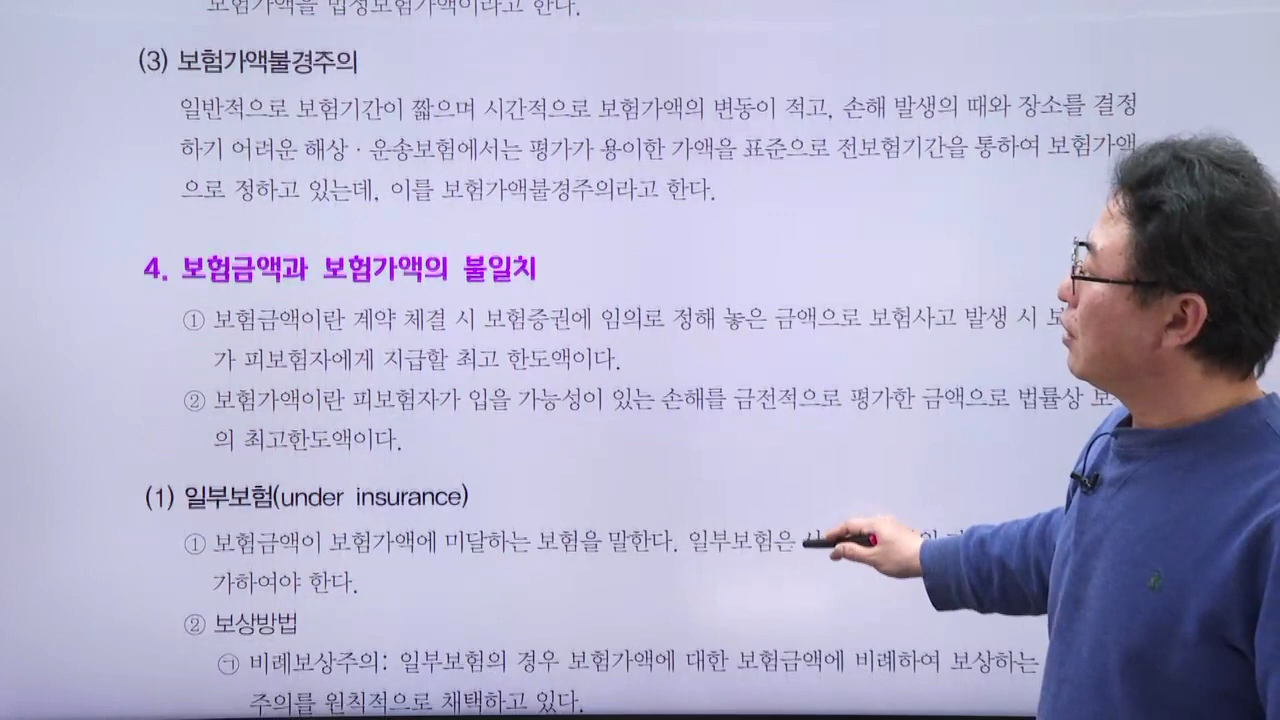 보험가액을 법정보험가액이라고 한다.
(3) 보험가액불경주의
일반적으로 보험기간이 짧으며 시간적으로 보험가액의 변동이 적고, 손해 발생의 때와 장소를 결정
하기 어려운 해상·운송보험에서는 평가가 용이한 가액을 표준으로 전보험기간을 통하여 보험가액
으로 정하고 있는데, 이를 보험가액불경주의라고 한다.
4. 보험금액과 보험가액의 불일치
① 보험금액이란 계약 체결 시 보험증권에 임의로 정해 놓은 금액으로 보험사고 발생 시
가 피보험자에게 지급할 최고 한도액이다.
② 보험가액이란 피보험자가 입을 가능성이 있는 손해를 금전적으로 평가한 금액으로 법률상
의 최고한도액이다.
(1) 일부보험(under insurance)
① 보험금액이 보험가액에 미달하는 보험을 말한다. 일부보험은
가하여야 한다.
② 보상방법
㉠ 비례보상주의: 일부보험의 경우 보험가액에 대한 보험금액에 비례하여 보상하는
주의를 원칙적으로 채택하고 있다.